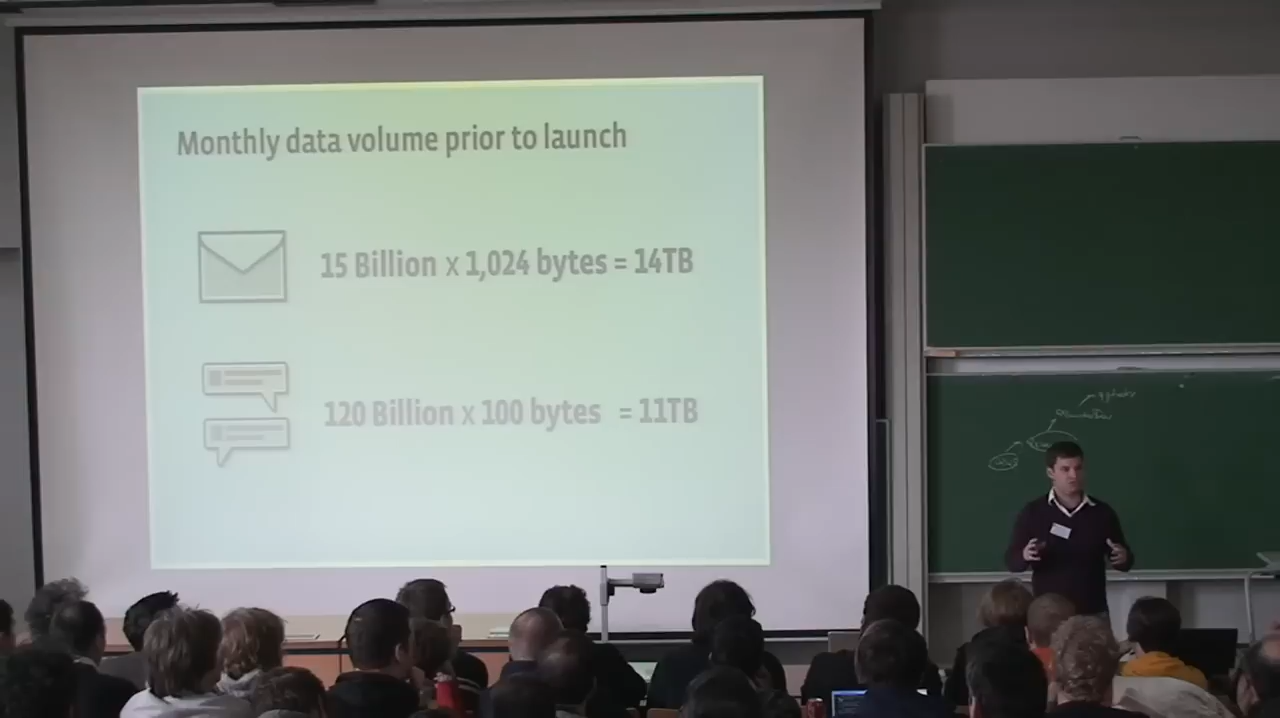 Monthly data volume prior to launch
15 Billion x 1,024 bytes = 14TB
120 Billion x 100 bytes = 11TB